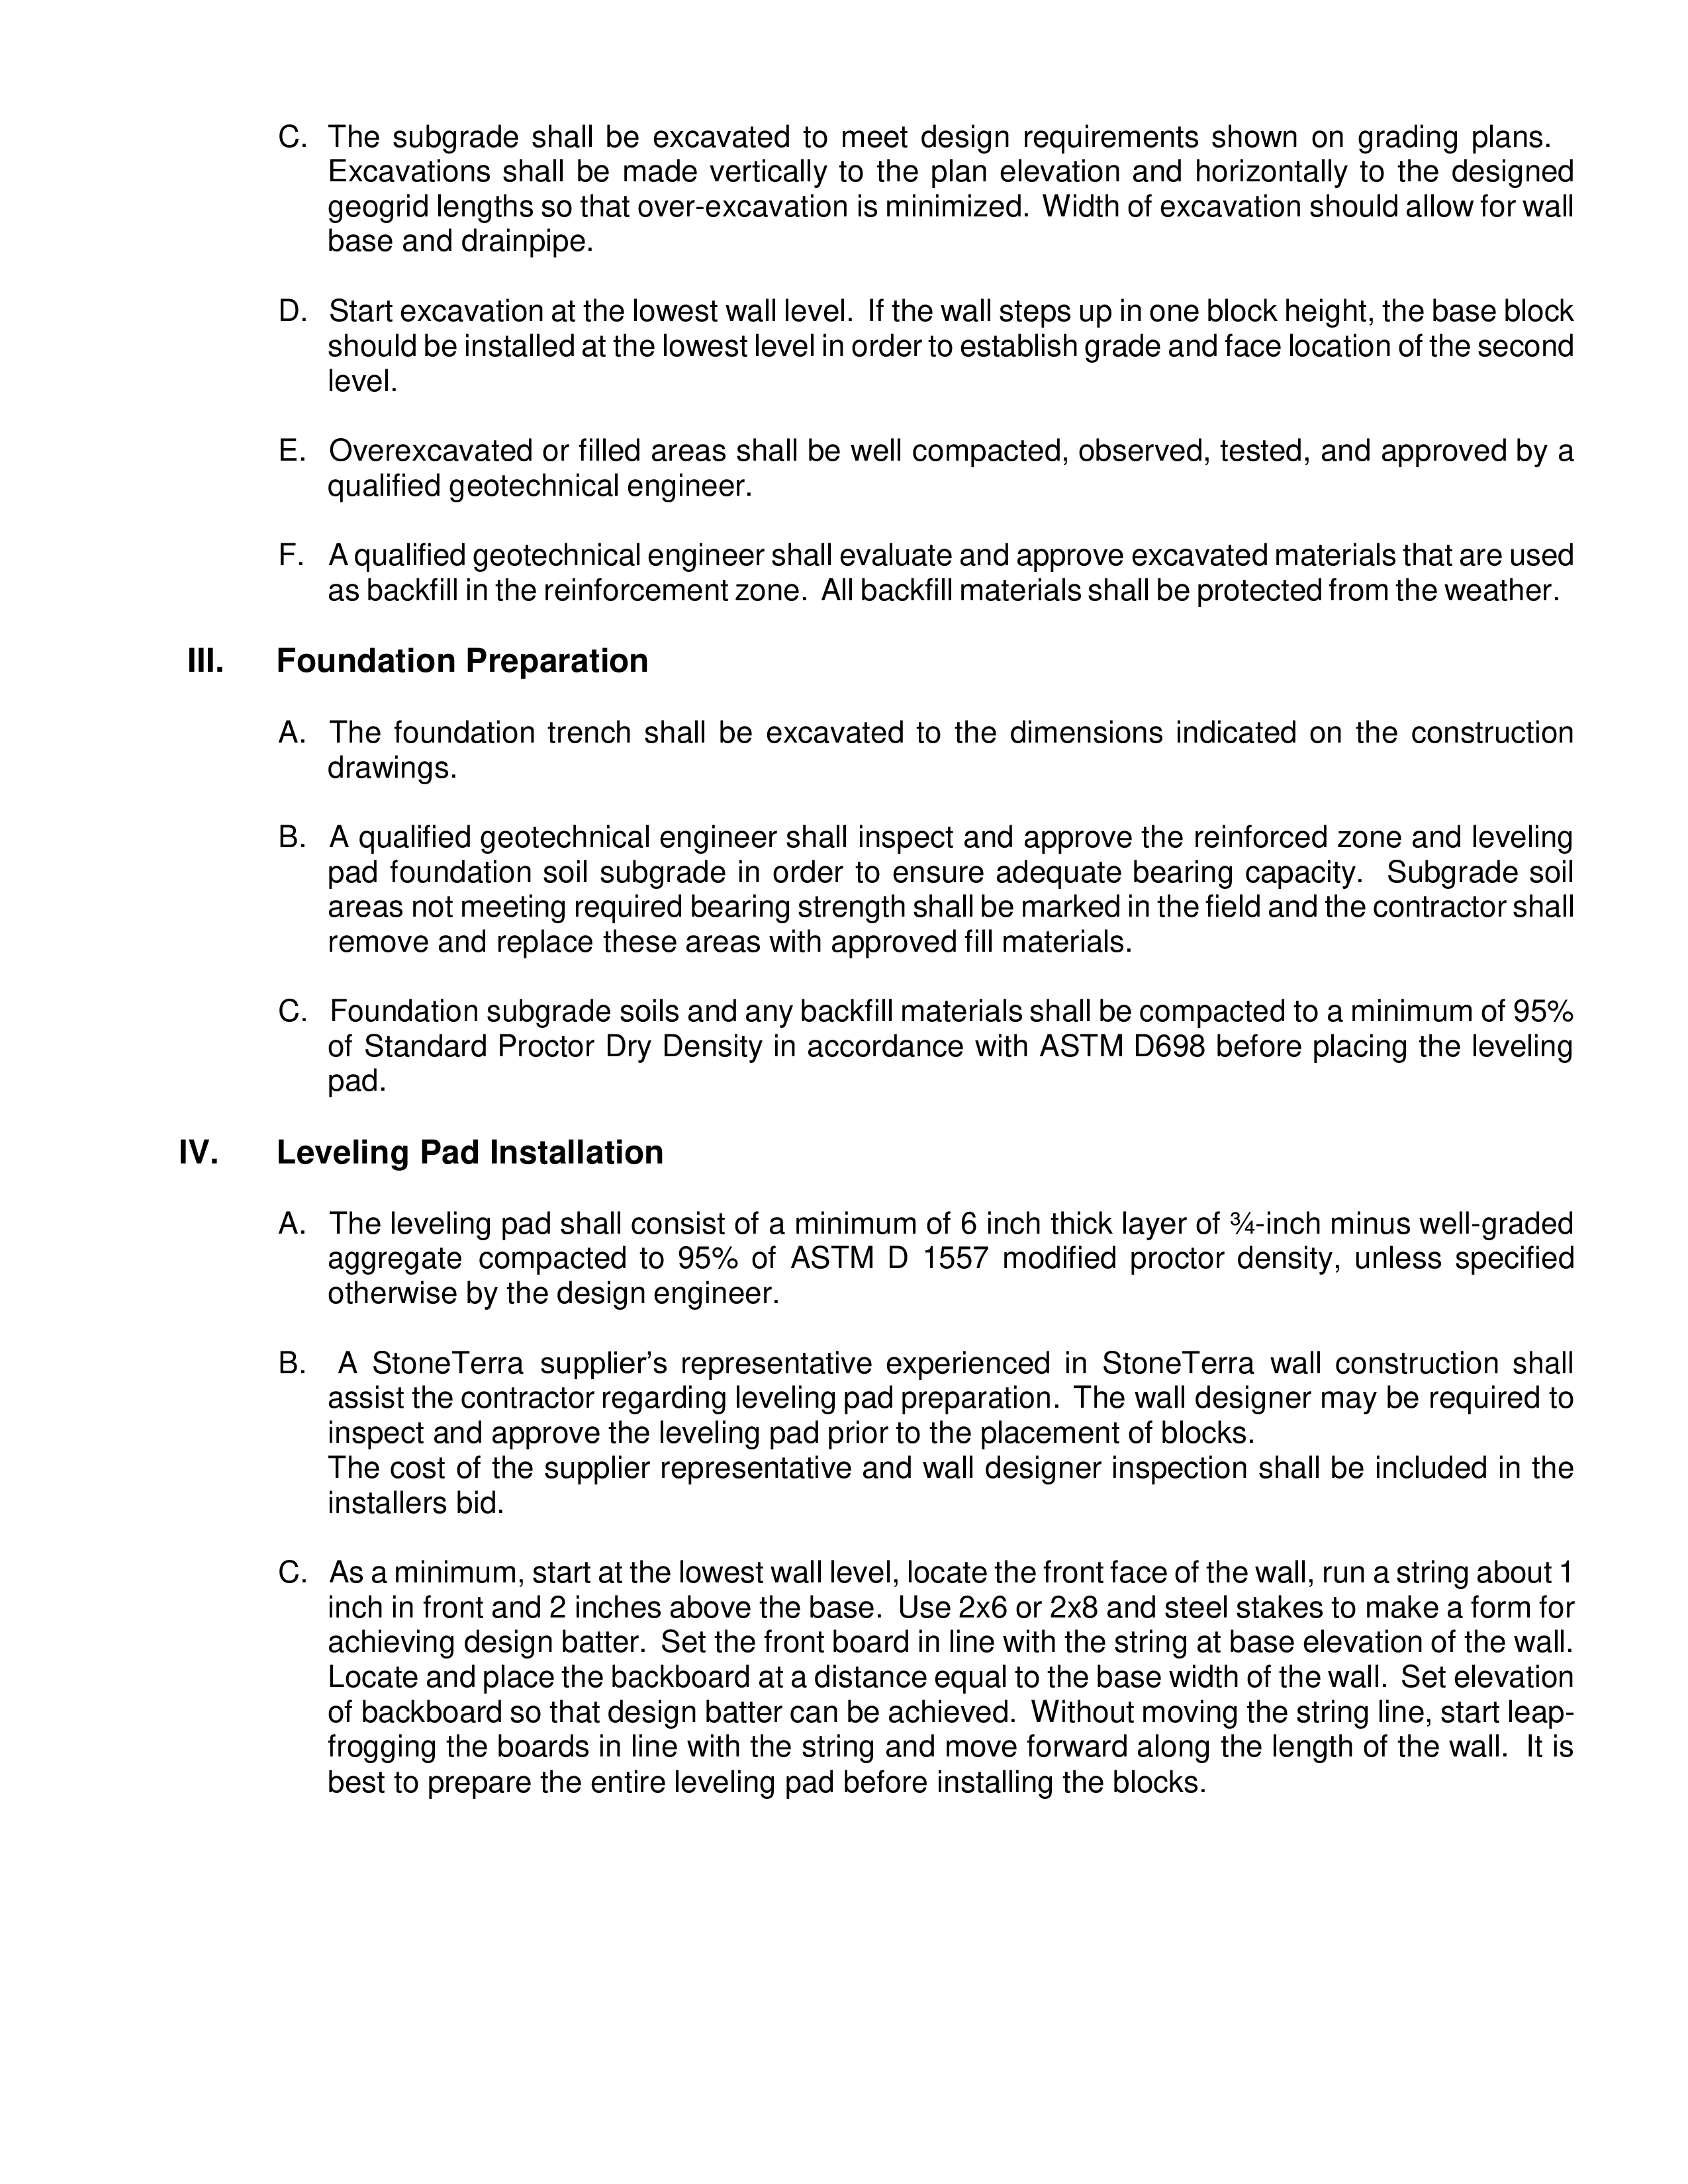 C. The subgrade shall be excavated to meet design requirements shown on grading plans.
Excavations shall be made vertically to the plan elevation and horizontally to the designed
geogrid lengths so that over-excavation is minimized. Width of excavation should allow for wall
base and drainpipe.
D. Start excavation at the lowest wall level. If the wall steps up in one block height, the base block
should be installed at the lowest level in order to establish grade and face location of the second
level.
E. Overexcavated or filled areas shall be well compacted, observed, tested, and approved by a
qualified geotechnical engineer.
F. A qualified geotechnical engineer shall evaluate and approve excavated materials that are used
as backfill in the reinforcement zone. All backfill materials shall be protected from the weather.
III. Foundation Preparation
A. The foundation trench shall be excavated to the dimensions indicated on the construction
drawings.
B. A qualified geotechnical engineer shall inspect and approve the reinforced zone and leveling
pad foundation soil subgrade in order to ensure adequate bearing capacity. Subgrade soil
areas not meeting required bearing strength shall be marked in the field and the contractor shall
remove and replace these areas with approved fill materials.
C. Foundation subgrade soils and any backfill materials shall be compacted to a minimum of 95%
of Standard Proctor Dry Density in accordance with ASTM D698 before placing the leveling
pad.
IV. Leveling Pad Installation
A. The leveling pad shall consist of a minimum of 6 inch thick layer of ¾-inch minus well-graded
aggregate compacted to 95% of ASTM D 1557 modified proctor density, unless specified
otherwise by the design engineer.
B. A StoneTerra supplier’s representative experienced in StoneTerra wall construction shall
assist the contractor regarding leveling pad preparation. The wall designer may be required to
inspect and approve the leveling pad prior to the placement of blocks.
The cost of the supplier representative and wall designer inspection shall be included in the
installers bid.
C. As a minimum, start at the lowest wall level, locate the front face of the wall, run a string about 1
inch in front and 2 inches above the base. Use 2x6 or 2x8 and steel stakes to make a form for
achieving design batter. Set the front board in line with the string at base elevation of the wall.
Locate and place the backboard at a distance equal to the base width of the wall. Set elevation
of backboard so that design batter can be achieved. Without moving the string line, start leap-
frogging the boards in line with the string and move forward along the length of the wall. It is
best to prepare the entire leveling pad before installing the blocks.